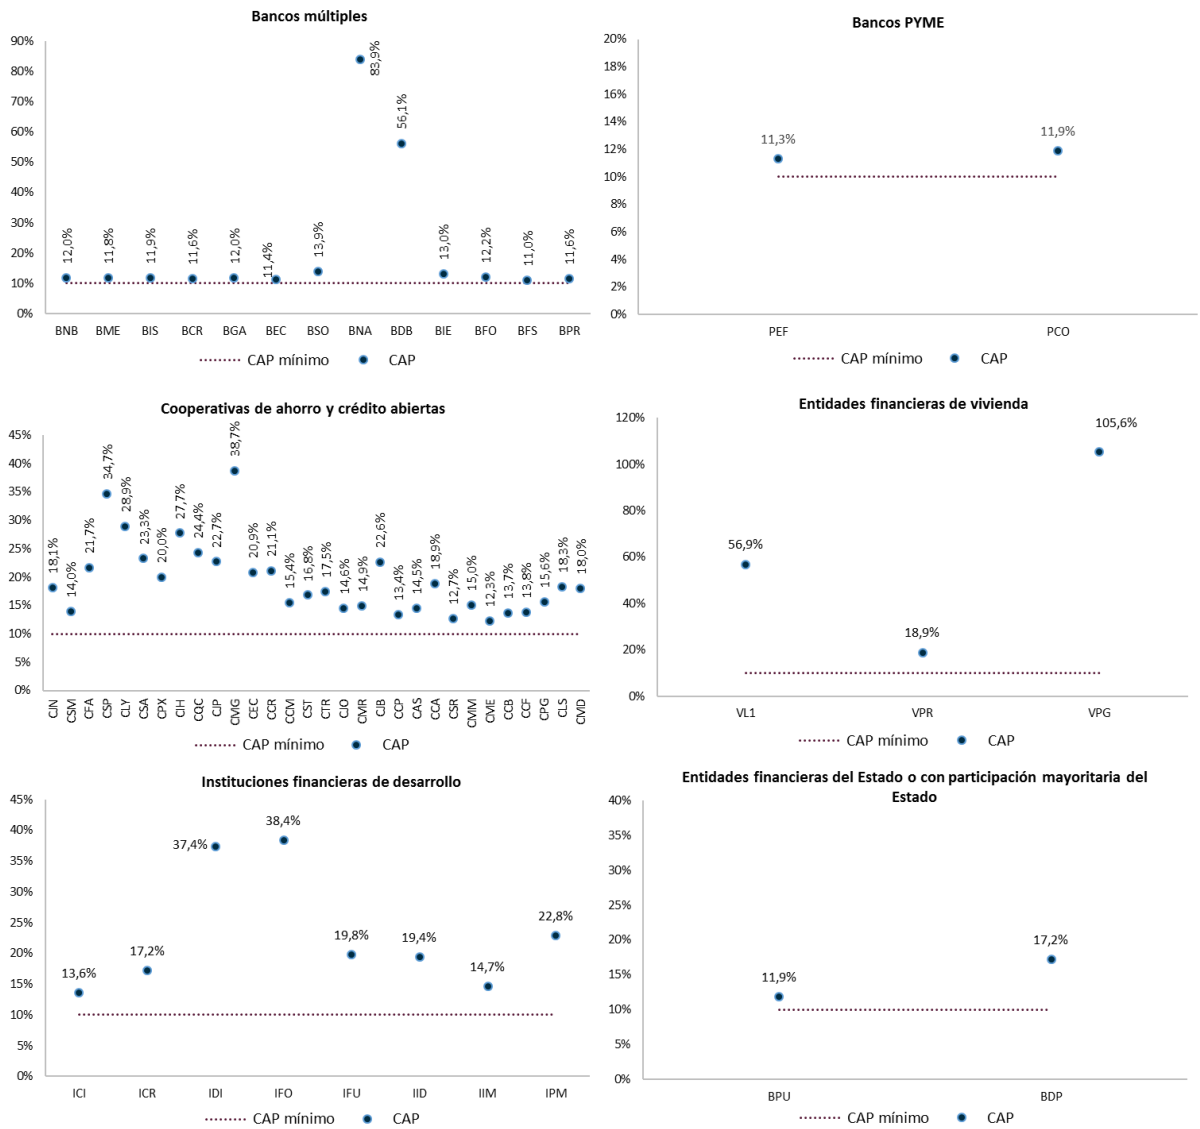 Bancos múltiples
90%
80%
70%
60%
50%
40%
30%
20%
10%
0%
12,0%
11,8%
11,9%
11,6%
12,0%
11,4%
13,9%
83,9%
56,1%
13,0%
12,2%
11,0%
11,6%
BNB BME BIS BCR BGA BEC BSO BNA BDB BIE BFO BFS BPR
CAP mínimo CAP
Bancos PYME
20%
18%
16%
14%
12%
10%
8%
6%
4%
2%
0%
11,3%
11,9%
PEF PCO
CAP mínimo CAP
Cooperativas de ahorro y crédito abiertas
45%
40%
35%
30%
25%
20%
15%
10%
5%
0%
18,1%
14,0%
21,7%
34,7%
28,9%
23,3%
20,0%
27,7%
24,4%
22,7%
38,7%
20,9%
21,1%
15,4%
16,8%
17,5%
14,6%
14,9%
22,6%
13,4%
14,5%
18,9%
12,7%
15,0%
12,3%
13,7%
13,8%
15,6%
18,3%
18,0%
CJN
CSM
CFA
CSP
CLY
CSA
CPX
CJH
CQC
CJP
CMG
CEC
CCR
CCM
CST
CTR
CJO
CMR
CJB
CCP
CAS
CCA
CSR
CMM
CME
CCB
CCF
CPG
CLS
CMD
CAP mínimo CAP
Entidades financieras de vivienda
120%
100%
80%
60%
40%
20%
0%
56,9%
18,9%
105,6%
VL1 VPR VPG
CAP mínimo CAP
Instituciones financieras de desarrollo
45%
40%
35%
30%
25%
20%
15%
10%
5%
0%
13,6%
17,2%
37,4%
38,4%
19,8%
19,4%
14,7%
22,8%
ICI ICR IDI IFO IFU IID IIM IPM
CAP mínimo CAP
Entidades financieras del Estado o con participación mayoritaria del
Estado
40%
35%
30%
25%
20%
15%
10%
5%
0%
11,9%
17,2%
BPU BDP
CAP mínimo CAP